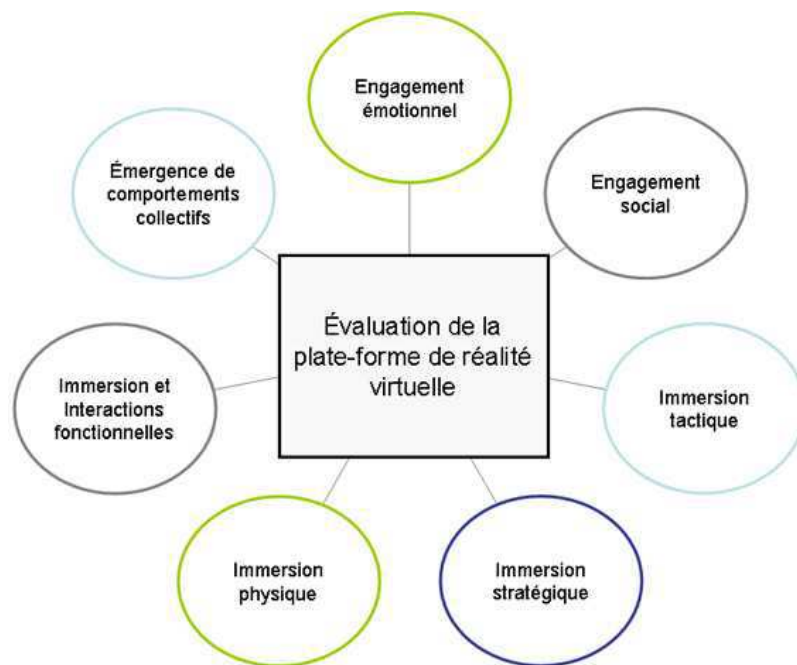 Engagement
émotionnel
Émergence de
comportements
collectifs
Engagement
social
Évaluation de la
plate-forme de réalité
virtuelle
Immersion et
Interactions
fonctionnelles
Immersion
tactique
Immersion
physique
Immersion
stratégique